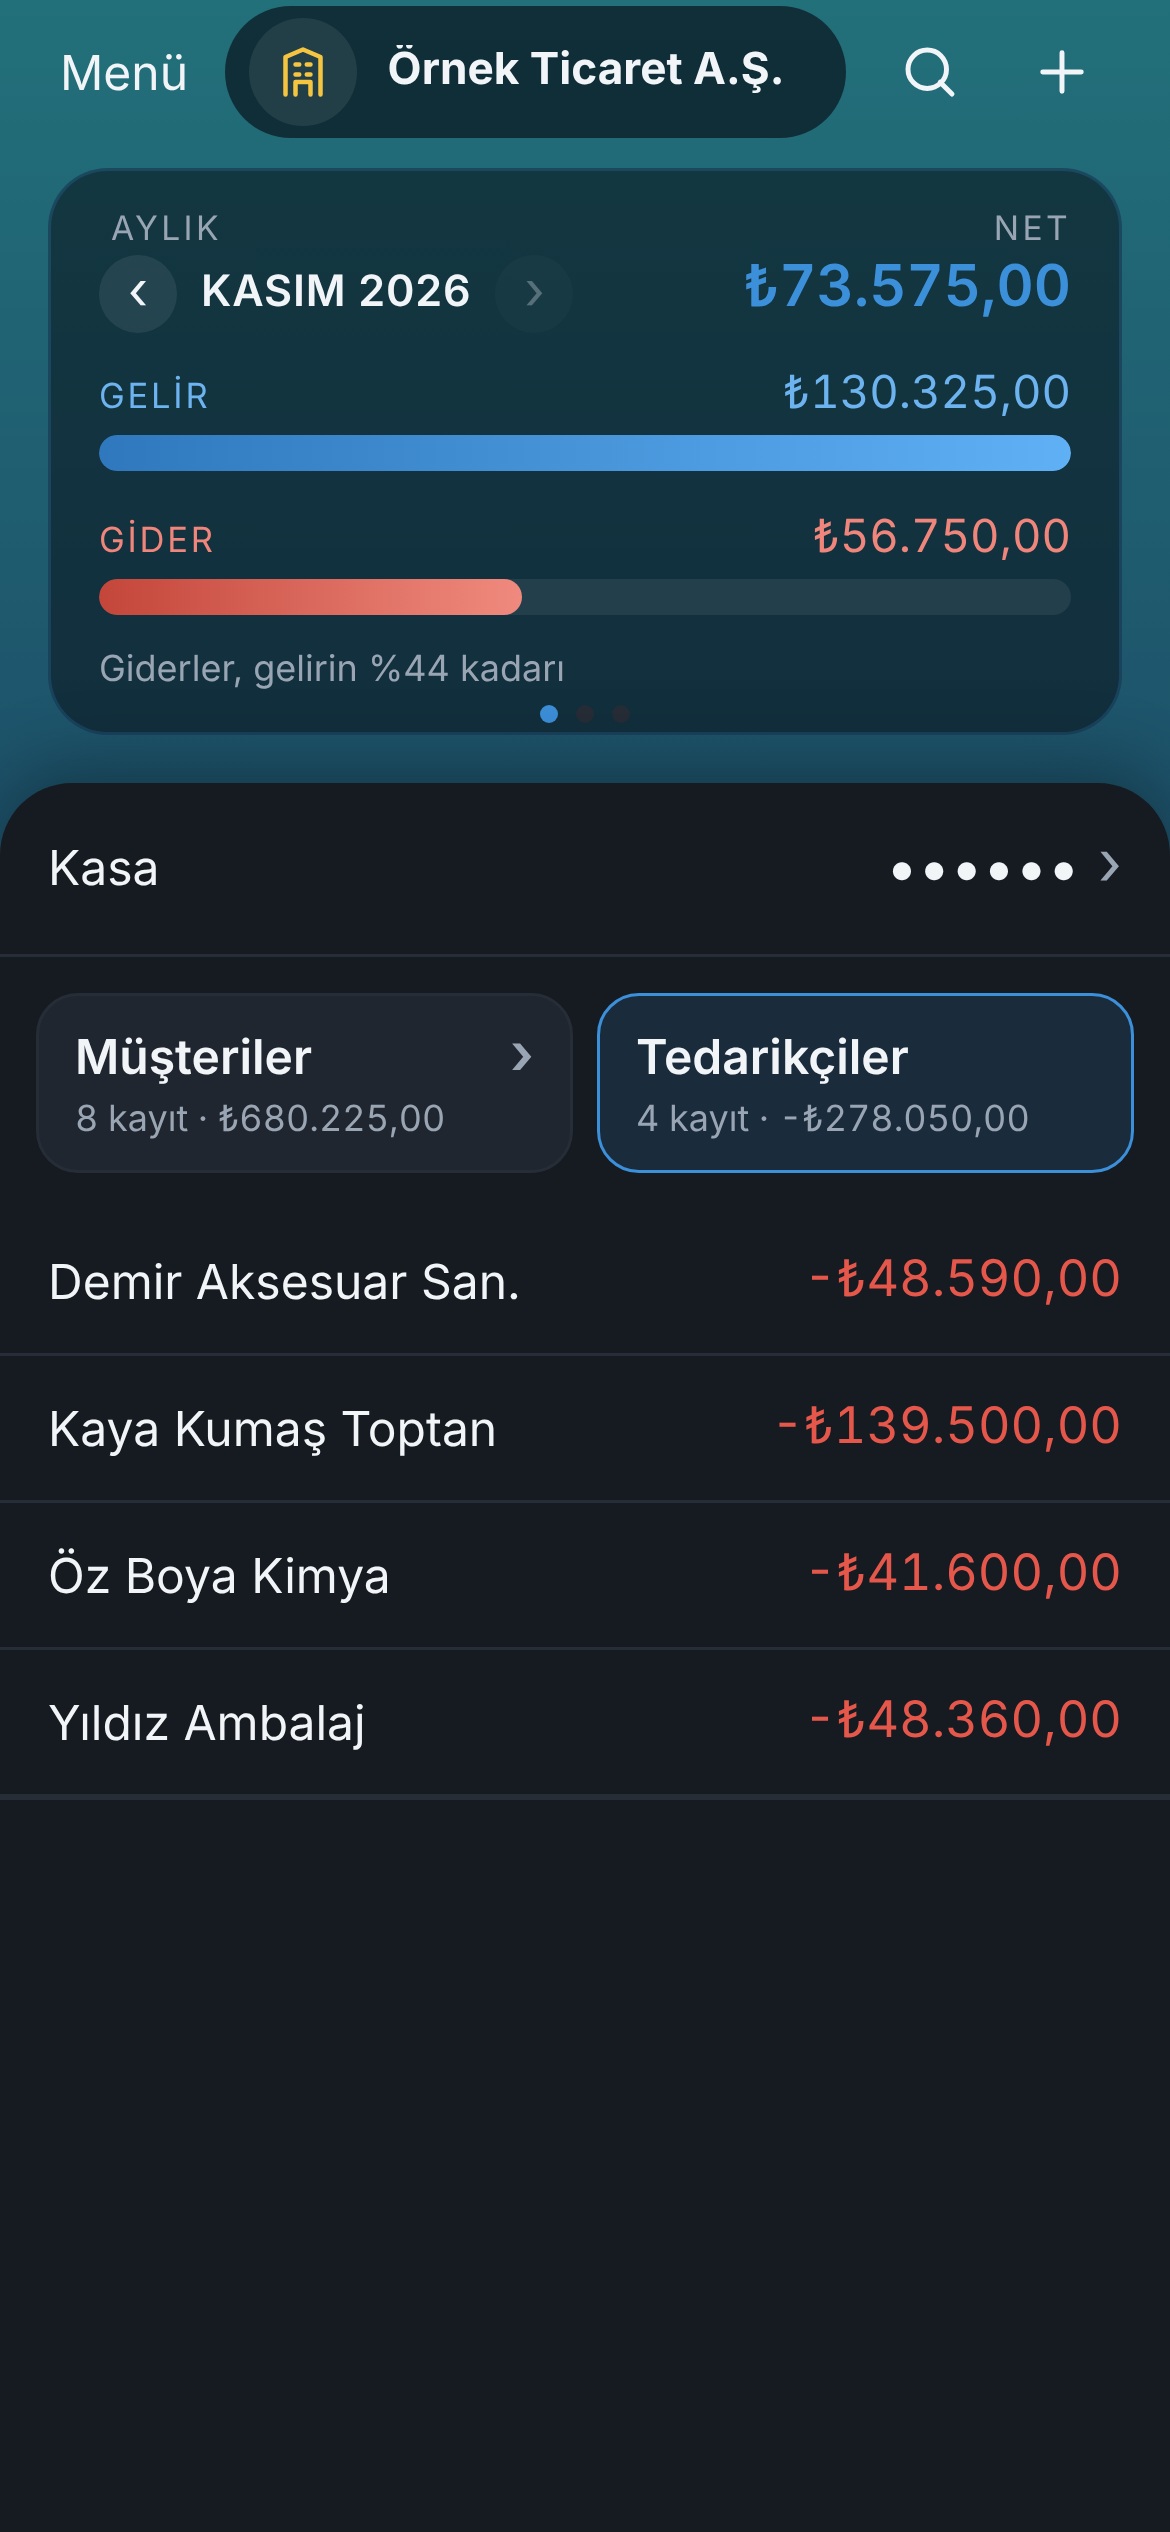 Menü
Örnek Ticaret A.Ş.
AYLIK
NET
KASIM 2026
₺73.575,00
GELİR
₺130.325,00
GİDER
₺56.750,00
Giderler, gelirin %44 kadarı
Kasa
••••••
Müşteriler
8 kayıt · ₺680.225,00
Tedarikçiler
4 kayıt · -₺278.050,00
Demir Aksesuar San.
-₺48.590,00
Kaya Kumaş Toptan
-₺139.500,00
Öz Boya Kimya
-₺41.600,00
Yıldız Ambalaj
-₺48.360,00